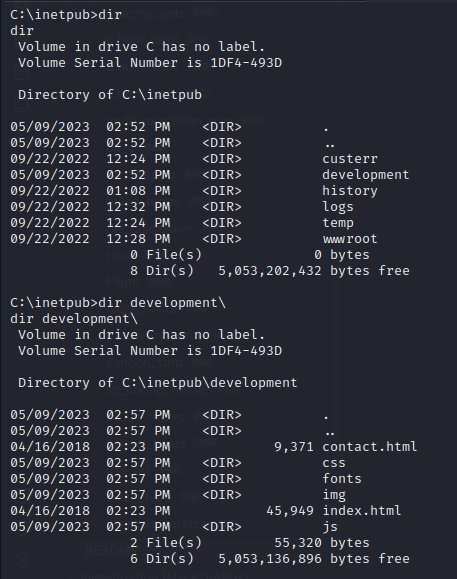 C:\inetpub>dir
dir
 Volume in drive C has no label.
 Volume Serial Number is 1DF4-493D

 Directory of C:\inetpub

05/09/2023  02:52 PM    <DIR>          .
05/09/2023  02:52 PM    <DIR>          ..
09/22/2022  12:24 PM    <DIR>          custerr
05/09/2023  02:52 PM    <DIR>          development
09/22/2022  01:08 PM    <DIR>          history
09/22/2022  12:32 PM    <DIR>          logs
09/22/2022  12:24 PM    <DIR>          temp
09/22/2022  12:28 PM    <DIR>          wwwroot
               0 File(s)              0 bytes
               8 Dir(s)   5,053,202,432 bytes free

C:\inetpub>dir development\
dir development\
 Volume in drive C has no label.
 Volume Serial Number is 1DF4-493D

 Directory of C:\inetpub\development

05/09/2023  02:57 PM    <DIR>          .
05/09/2023  02:57 PM    <DIR>          ..
04/16/2018  02:23 PM             9,371 contact.html
05/09/2023  02:57 PM    <DIR>          css
05/09/2023  02:57 PM    <DIR>          fonts
05/09/2023  02:57 PM    <DIR>          img
04/16/2018  02:23 PM            45,949 index.html
05/09/2023  02:57 PM    <DIR>          js
               2 File(s)         55,320 bytes
               6 Dir(s)   5,053,136,896 bytes free